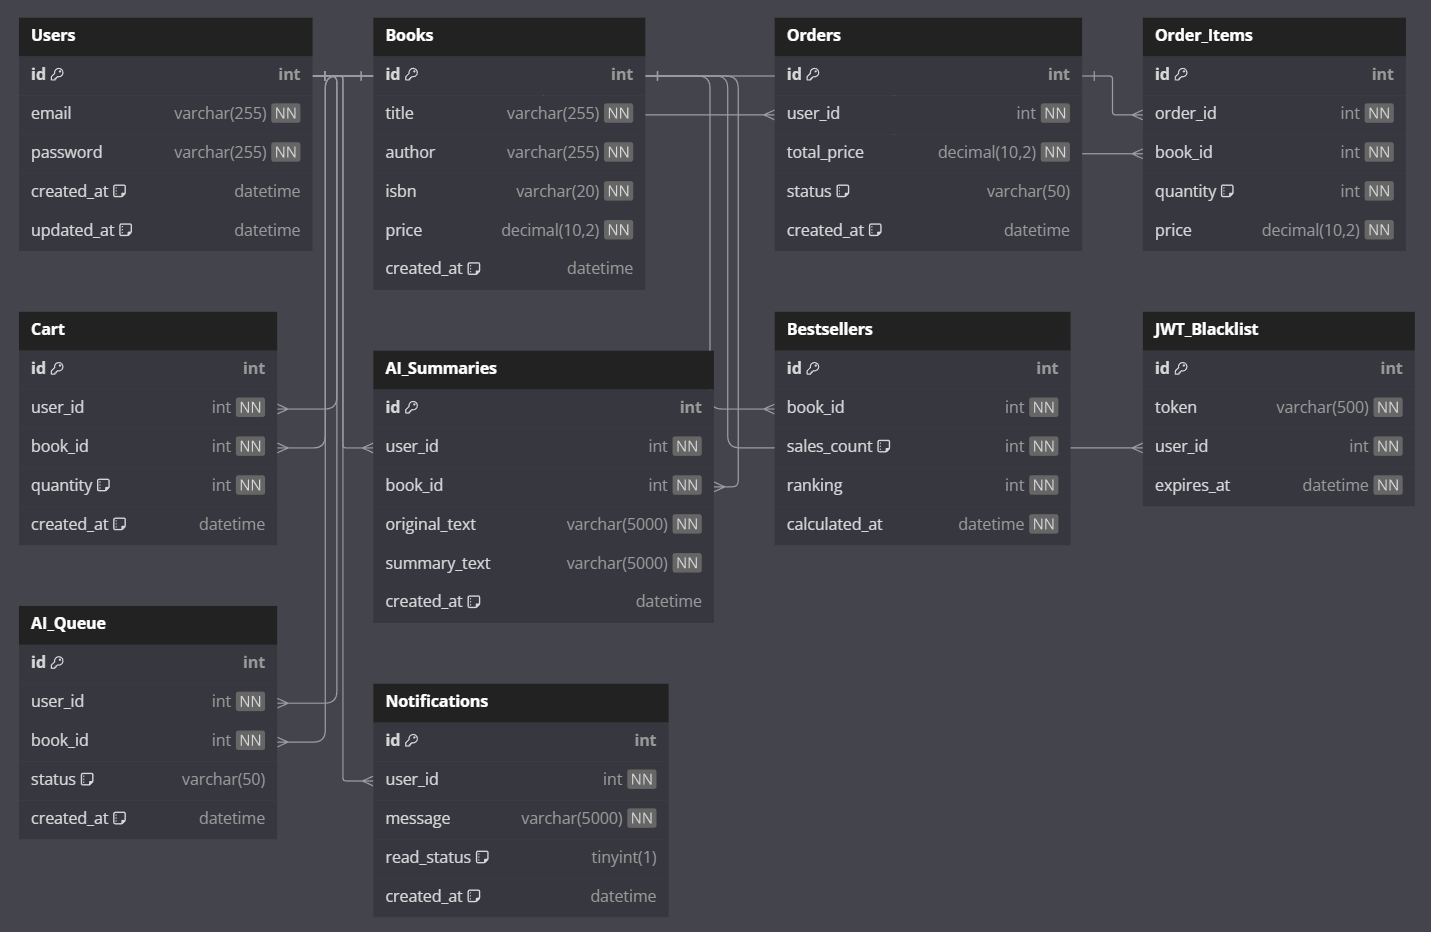 Users
id int
email varchar(255) NN
password varchar(255) NN
created_at datetime
updated_at datetime
Books
id int
title varchar(255) NN
author varchar(255) NN
isbn varchar(20) NN
price decimal(10,2) NN
created_at datetime
Orders
id int
user_id int NN
total_price decimal(10,2) NN
status varchar(50)
created_at datetime
Order_Items
id int
order_id int NN
book_id int NN
quantity int NN
price decimal(10,2) NN
Cart
id int
user_id int NN
book_id int NN
quantity int NN
created_at datetime
AI_Summaries
id int
user_id int NN
book_id int NN
original_text varchar(5000) NN
summary_text varchar(5000) NN
created_at datetime
Bestsellers
id int
book_id int NN
sales_count int NN
ranking int NN
calculated_at datetime NN
JWT_Blacklist
id int
token varchar(500) NN
user_id int NN
expires_at datetime NN
AI_Queue
id int
user_id int NN
book_id int NN
status varchar(50)
created_at datetime
Notifications
id int
user_id int NN
message varchar(5000) NN
read_status tinyint(1)
created_at datetime